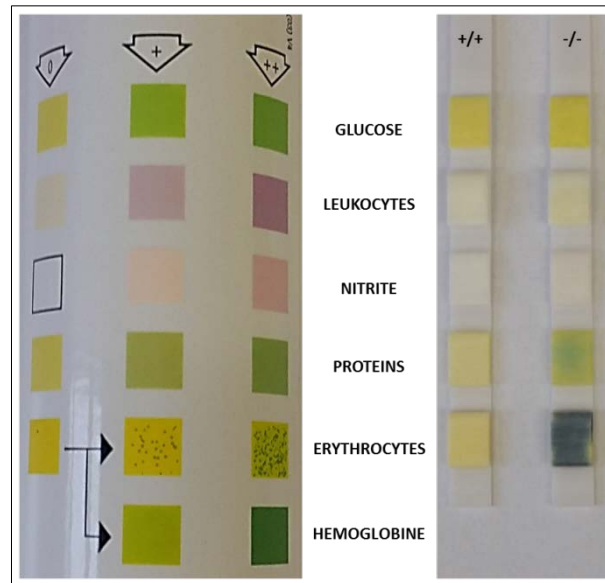 0
+
++
+/+
-/-
GLUCOSE
LEUKOCYTES
NITRITE
PROTEINS
ERYTHROCYTES
HEMOGLOBINE